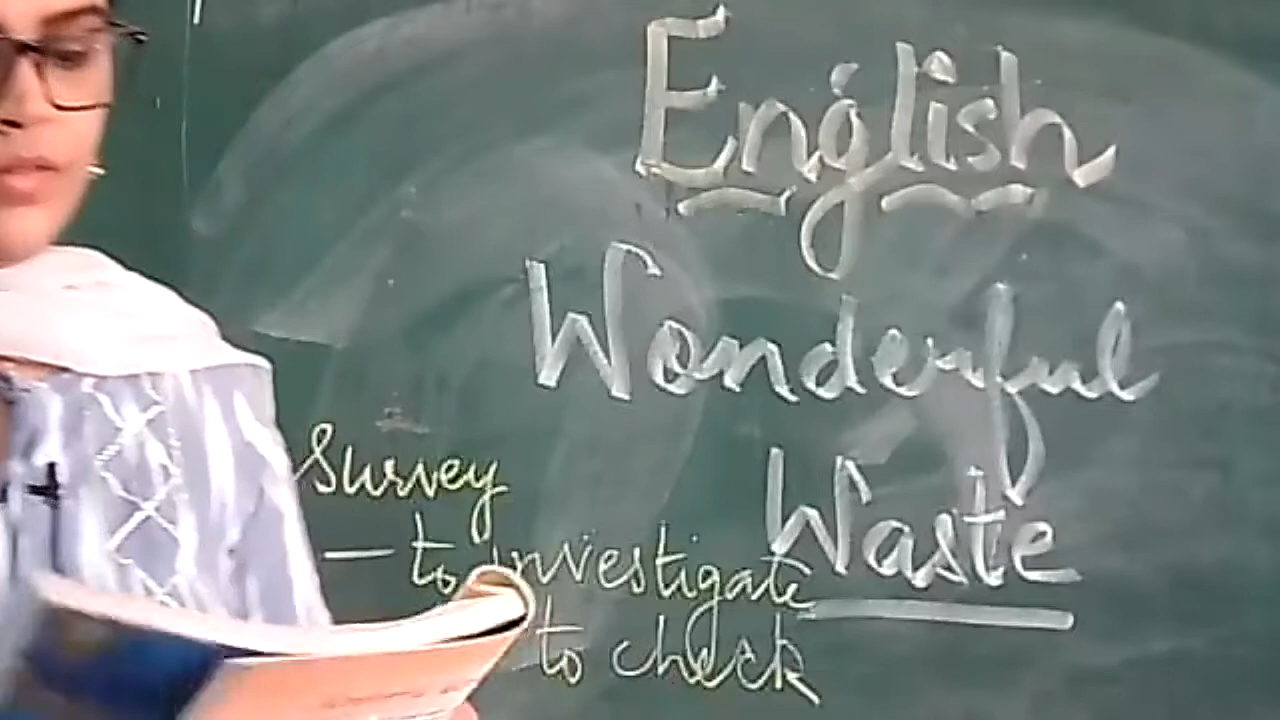 English
Wonderful
Waste
Survey
— to investigate
to check